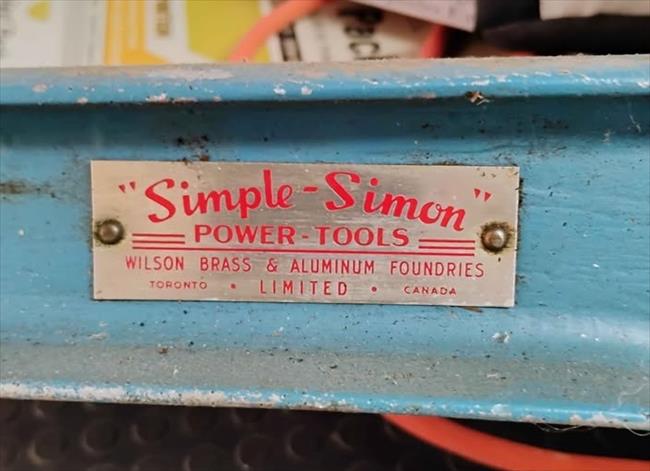 "Simple-Simon"
POWER-TOOLS
WILSON BRASS & ALUMINUM FOUNDRIES
TORONTO • LIMITED • CANADA